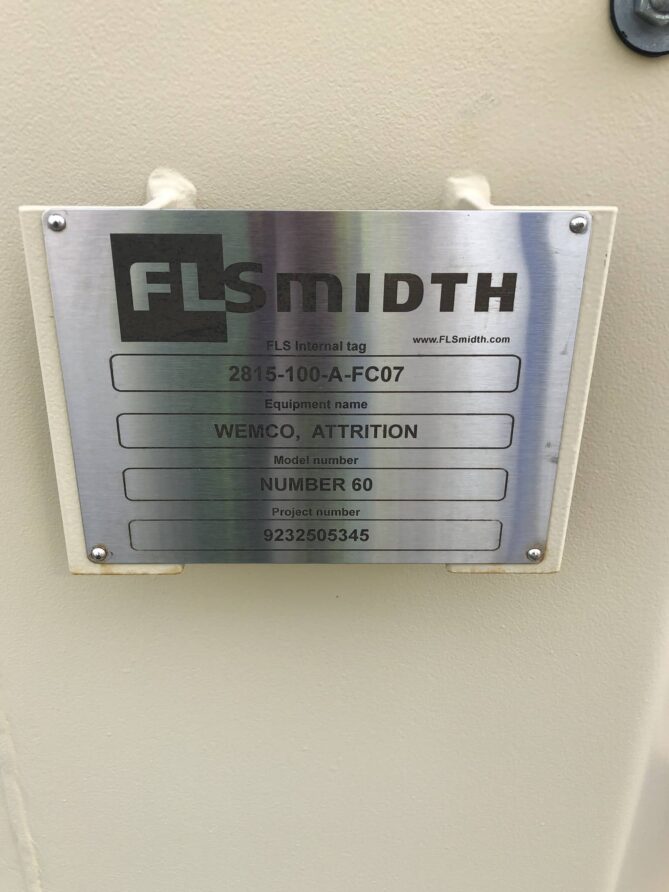 FLSMIDTH
www.FLSmidth.com
FLS Internal tag
2815-100-A-FC07
Equipment name
WEMCO, ATTRITION
Model number
NUMBER 60
Project number
9232505345